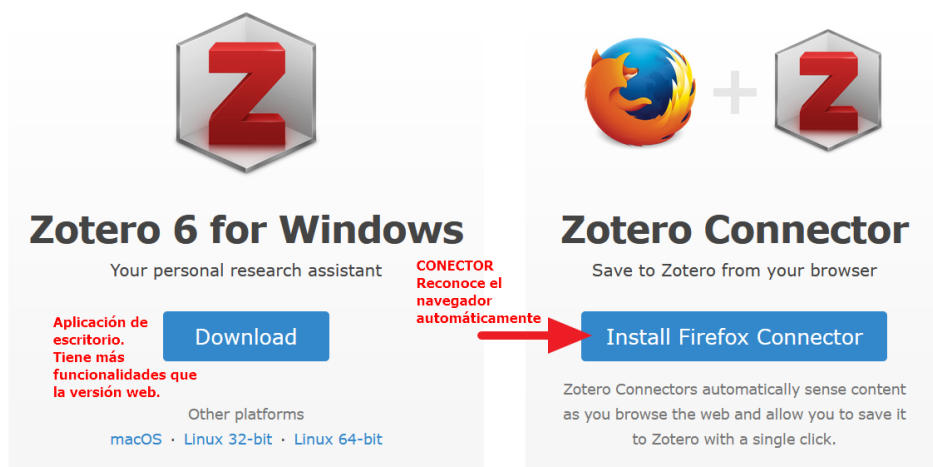 Z
Z
Zotero 6 for Windows
Your personal research assistant
Aplicación de
escritorio.
Tiene más
funcionalidades que
la versión web.
Download
Other platforms
macOS · Linux 32-bit · Linux 64-bit
CONECTOR
Reconoce el
navegador
automáticamente
Zotero Connector
Save to Zotero from your browser
Install Firefox Connector
Zotero Connectors automatically sense content
as you browse the web and allow you to save it
to Zotero with a single click.